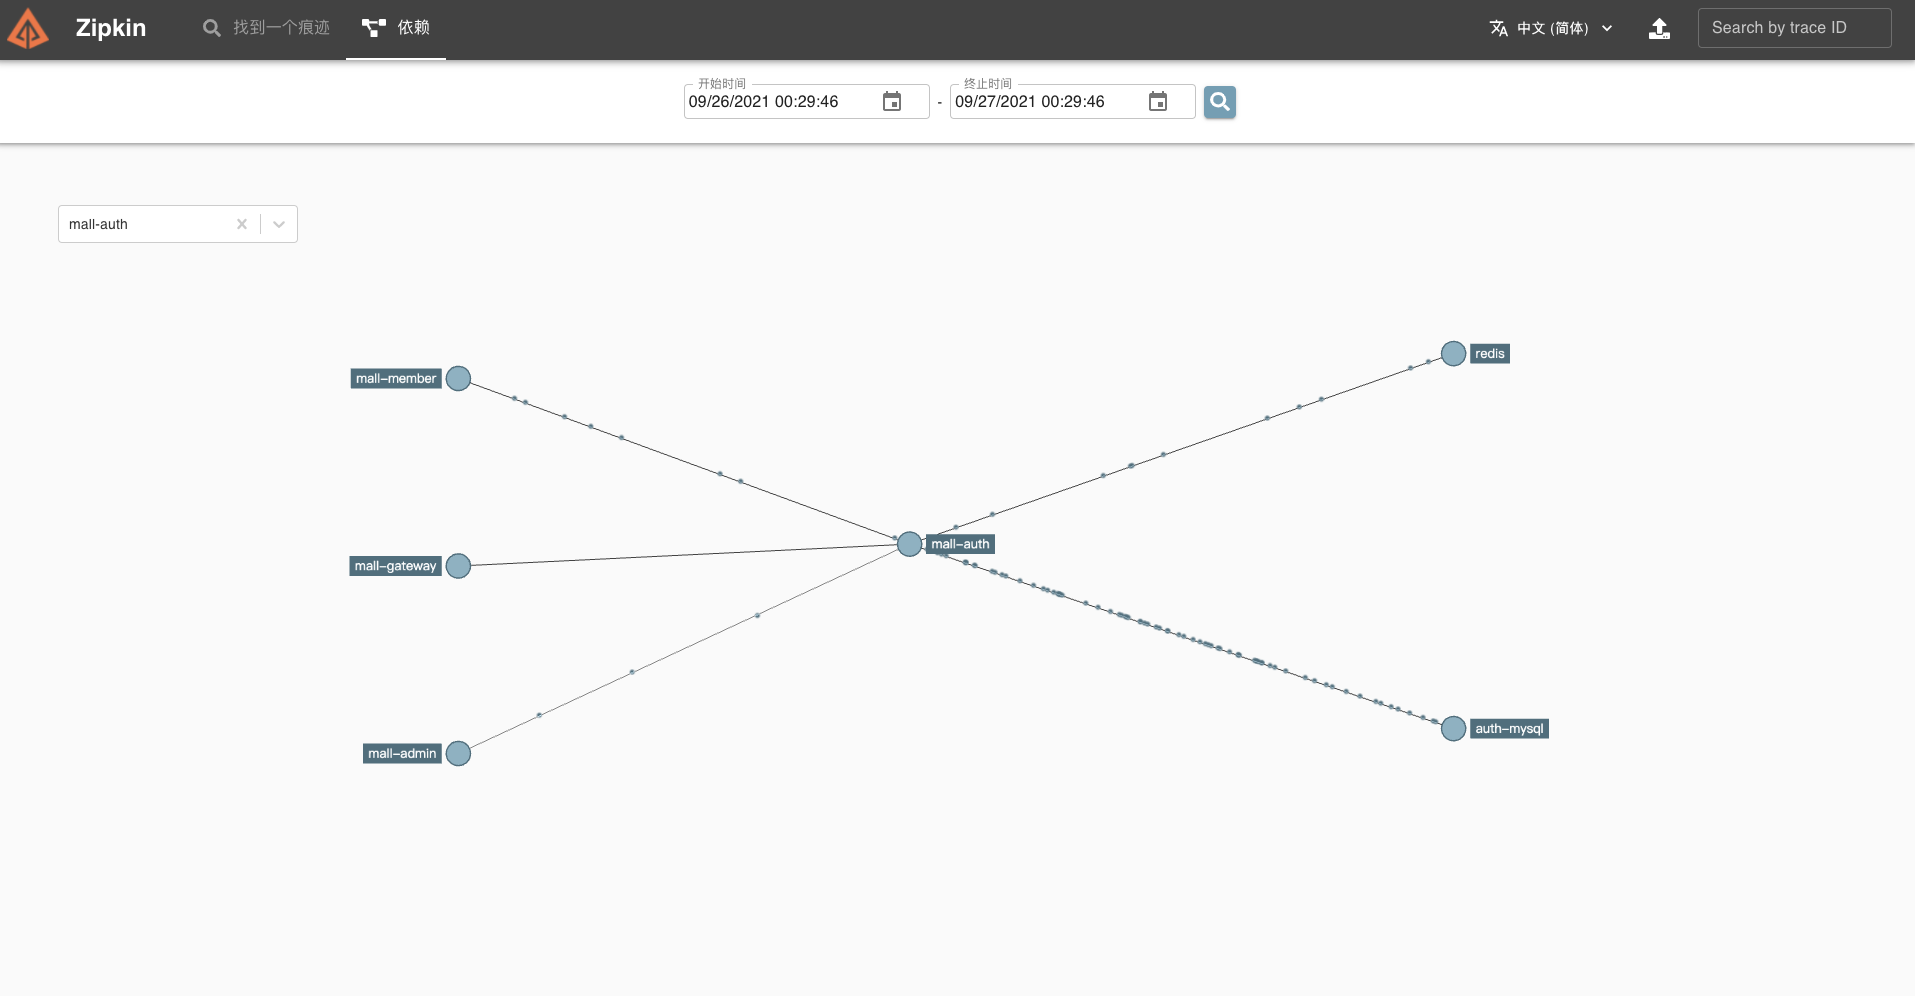 Zipkin
找到一个痕迹
依赖
中文 (简体)
Search by trace ID
开始时间
09/26/2021 00:29:46
-
终止时间
09/27/2021 00:29:46
mall-auth
mall-member
redis
mall-auth
mall-gateway
auth-mysql
mall-admin